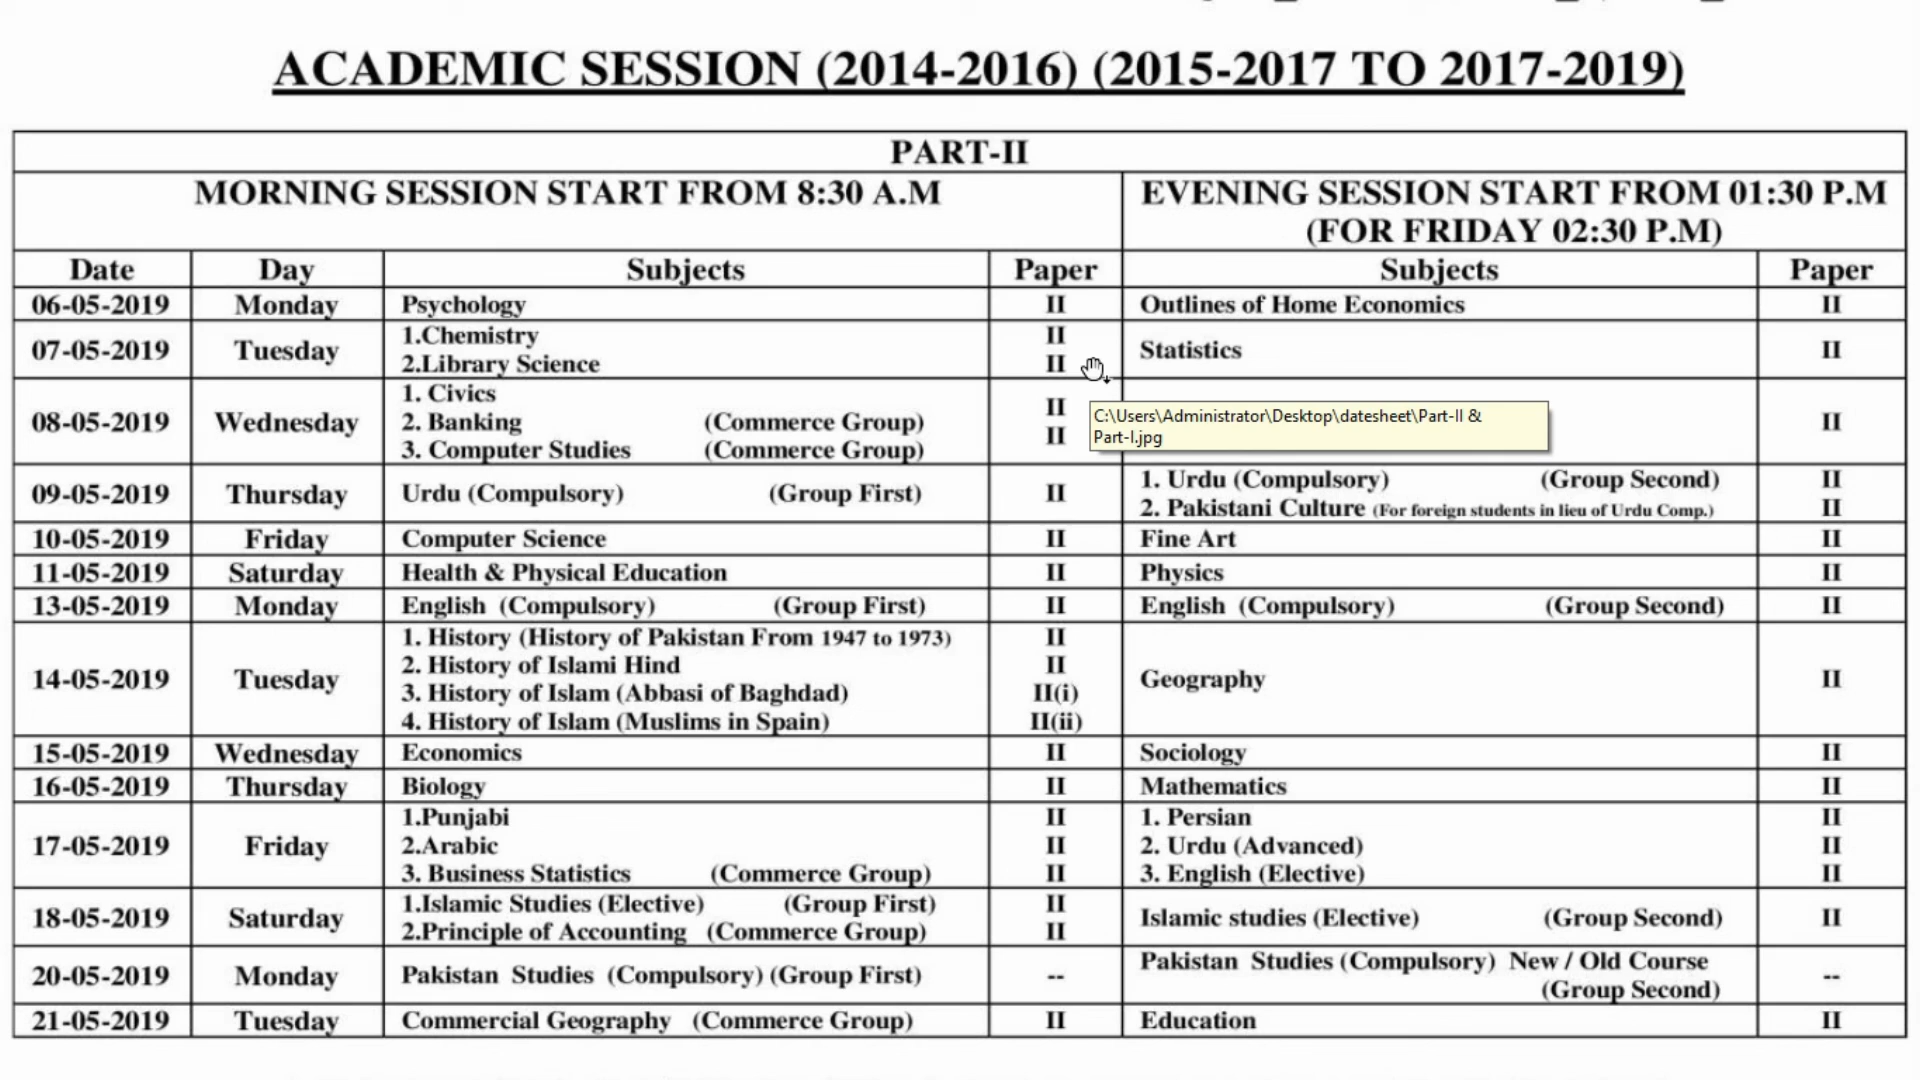 ACADEMIC SESSION (2014-2016) (2015-2017 TO 2017-2019)
PART-II
MORNING SESSION START FROM 8:30 A.M
EVENING SESSION START FROM 01:30 P.M
(FOR FRIDAY 02:30 P.M)
Date Day Subjects Paper Subjects Paper
06-05-2019 Monday Psychology II Outlines of Home Economics II
07-05-2019 Tuesday 1.Chemistry II Statistics II
2.Library Science II
08-05-2019 Wednesday 1. Civics II II
2. Banking (Commerce Group) II
3. Computer Studies (Commerce Group)
C:\Users\Administrator\Desktop\datesheet\Part-II &
Part-I.jpg
09-05-2019 Thursday Urdu (Compulsory) (Group First) II 1. Urdu (Compulsory) (Group Second) II
2. Pakistani Culture (For foreign students in lieu of Urdu Comp.) II
10-05-2019 Friday Computer Science II Fine Art II
11-05-2019 Saturday Health & Physical Education II Physics II
13-05-2019 Monday English (Compulsory) (Group First) II English (Compulsory) (Group Second) II
14-05-2019 Tuesday 1. History (History of Pakistan From 1947 to 1973) II Geography II
2. History of Islami Hind II
3. History of Islam (Abbasi of Baghdad) II(i)
4. History of Islam (Muslims in Spain) II(ii)
15-05-2019 Wednesday Economics II Sociology II
16-05-2019 Thursday Biology II Mathematics II
17-05-2019 Friday 1.Punjabi II 1. Persian II
2.Arabic II 2. Urdu (Advanced) II
3. Business Statistics (Commerce Group) II 3. English (Elective) II
18-05-2019 Saturday 1.Islamic Studies (Elective) (Group First) II Islamic studies (Elective) (Group Second) II
2.Principle of Accounting (Commerce Group) II
20-05-2019 Monday Pakistan Studies (Compulsory) (Group First) -- Pakistan Studies (Compulsory) New / Old Course --
(Group Second)
21-05-2019 Tuesday Commercial Geography (Commerce Group) II Education II